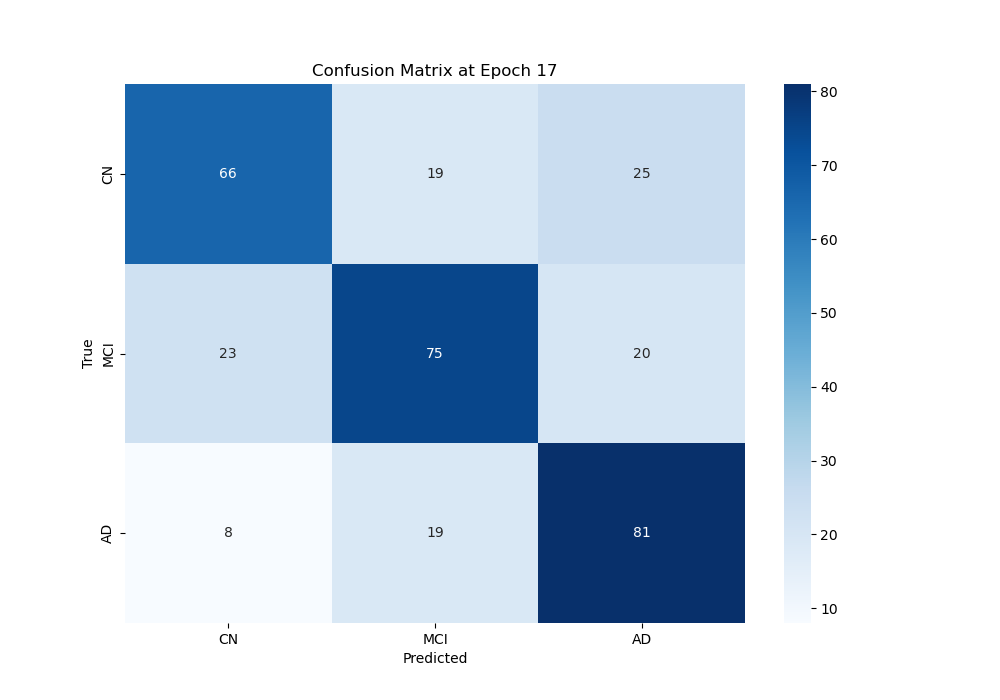 Confusion Matrix at Epoch 17
CN 66 19 25
MCI 23 75 20
AD 8 19 81
True
CN MCI AD
Predicted
80
70
60
50
40
30
20
10